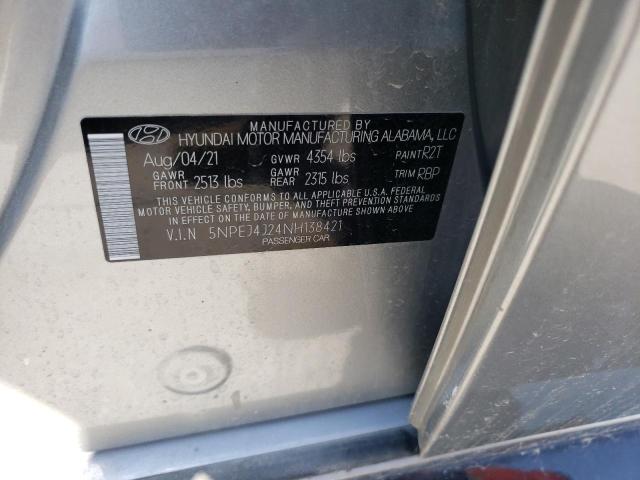 MANUFACTURED BY
HYUNDAI MOTOR MANUFACTURING ALABAMA, LLC
Aug/04/21 GVWR 4354 lbs PAINT R2T
GAWR FRONT 2513 lbs GAWR REAR 2315 lbs TRIM RBP
THIS VEHICLE CONFORMS TO ALL APPLICABLE U.S.A. FEDERAL
MOTOR VEHICLE SAFETY, BUMPER, AND THEFT PREVENTION
STANDARDS IN EFFECT ON THE DATE OF MANUFACTURE SHOWN
ABOVE.
V.I.N 5NPEJ4J24NH138421
PASSENGER CAR